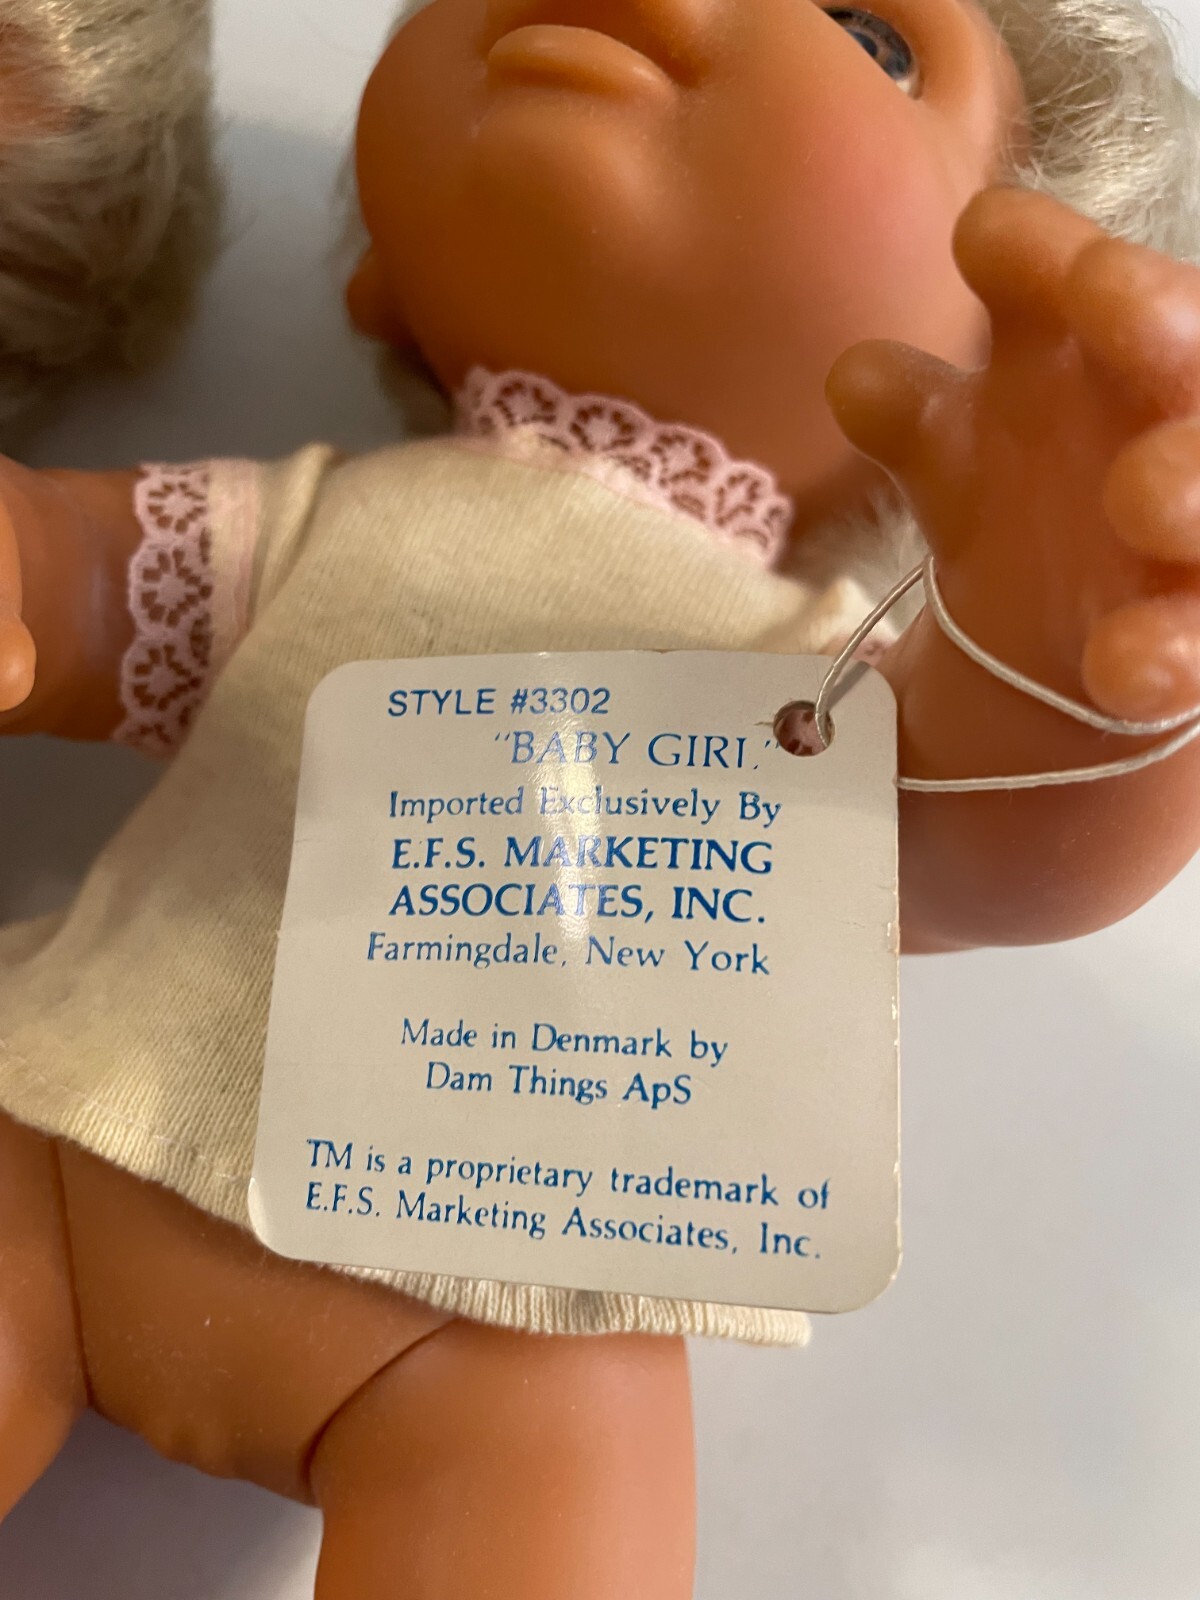 STYLE #3302
"BABY GIRL"
Imported Exclusively By
E.F.S. MARKETING
ASSOCIATES, INC.
Farmingdale, New York
Made in Denmark by
Dam Things ApS
TM is a proprietary trademark of
E.F.S. Marketing Associates, Inc.